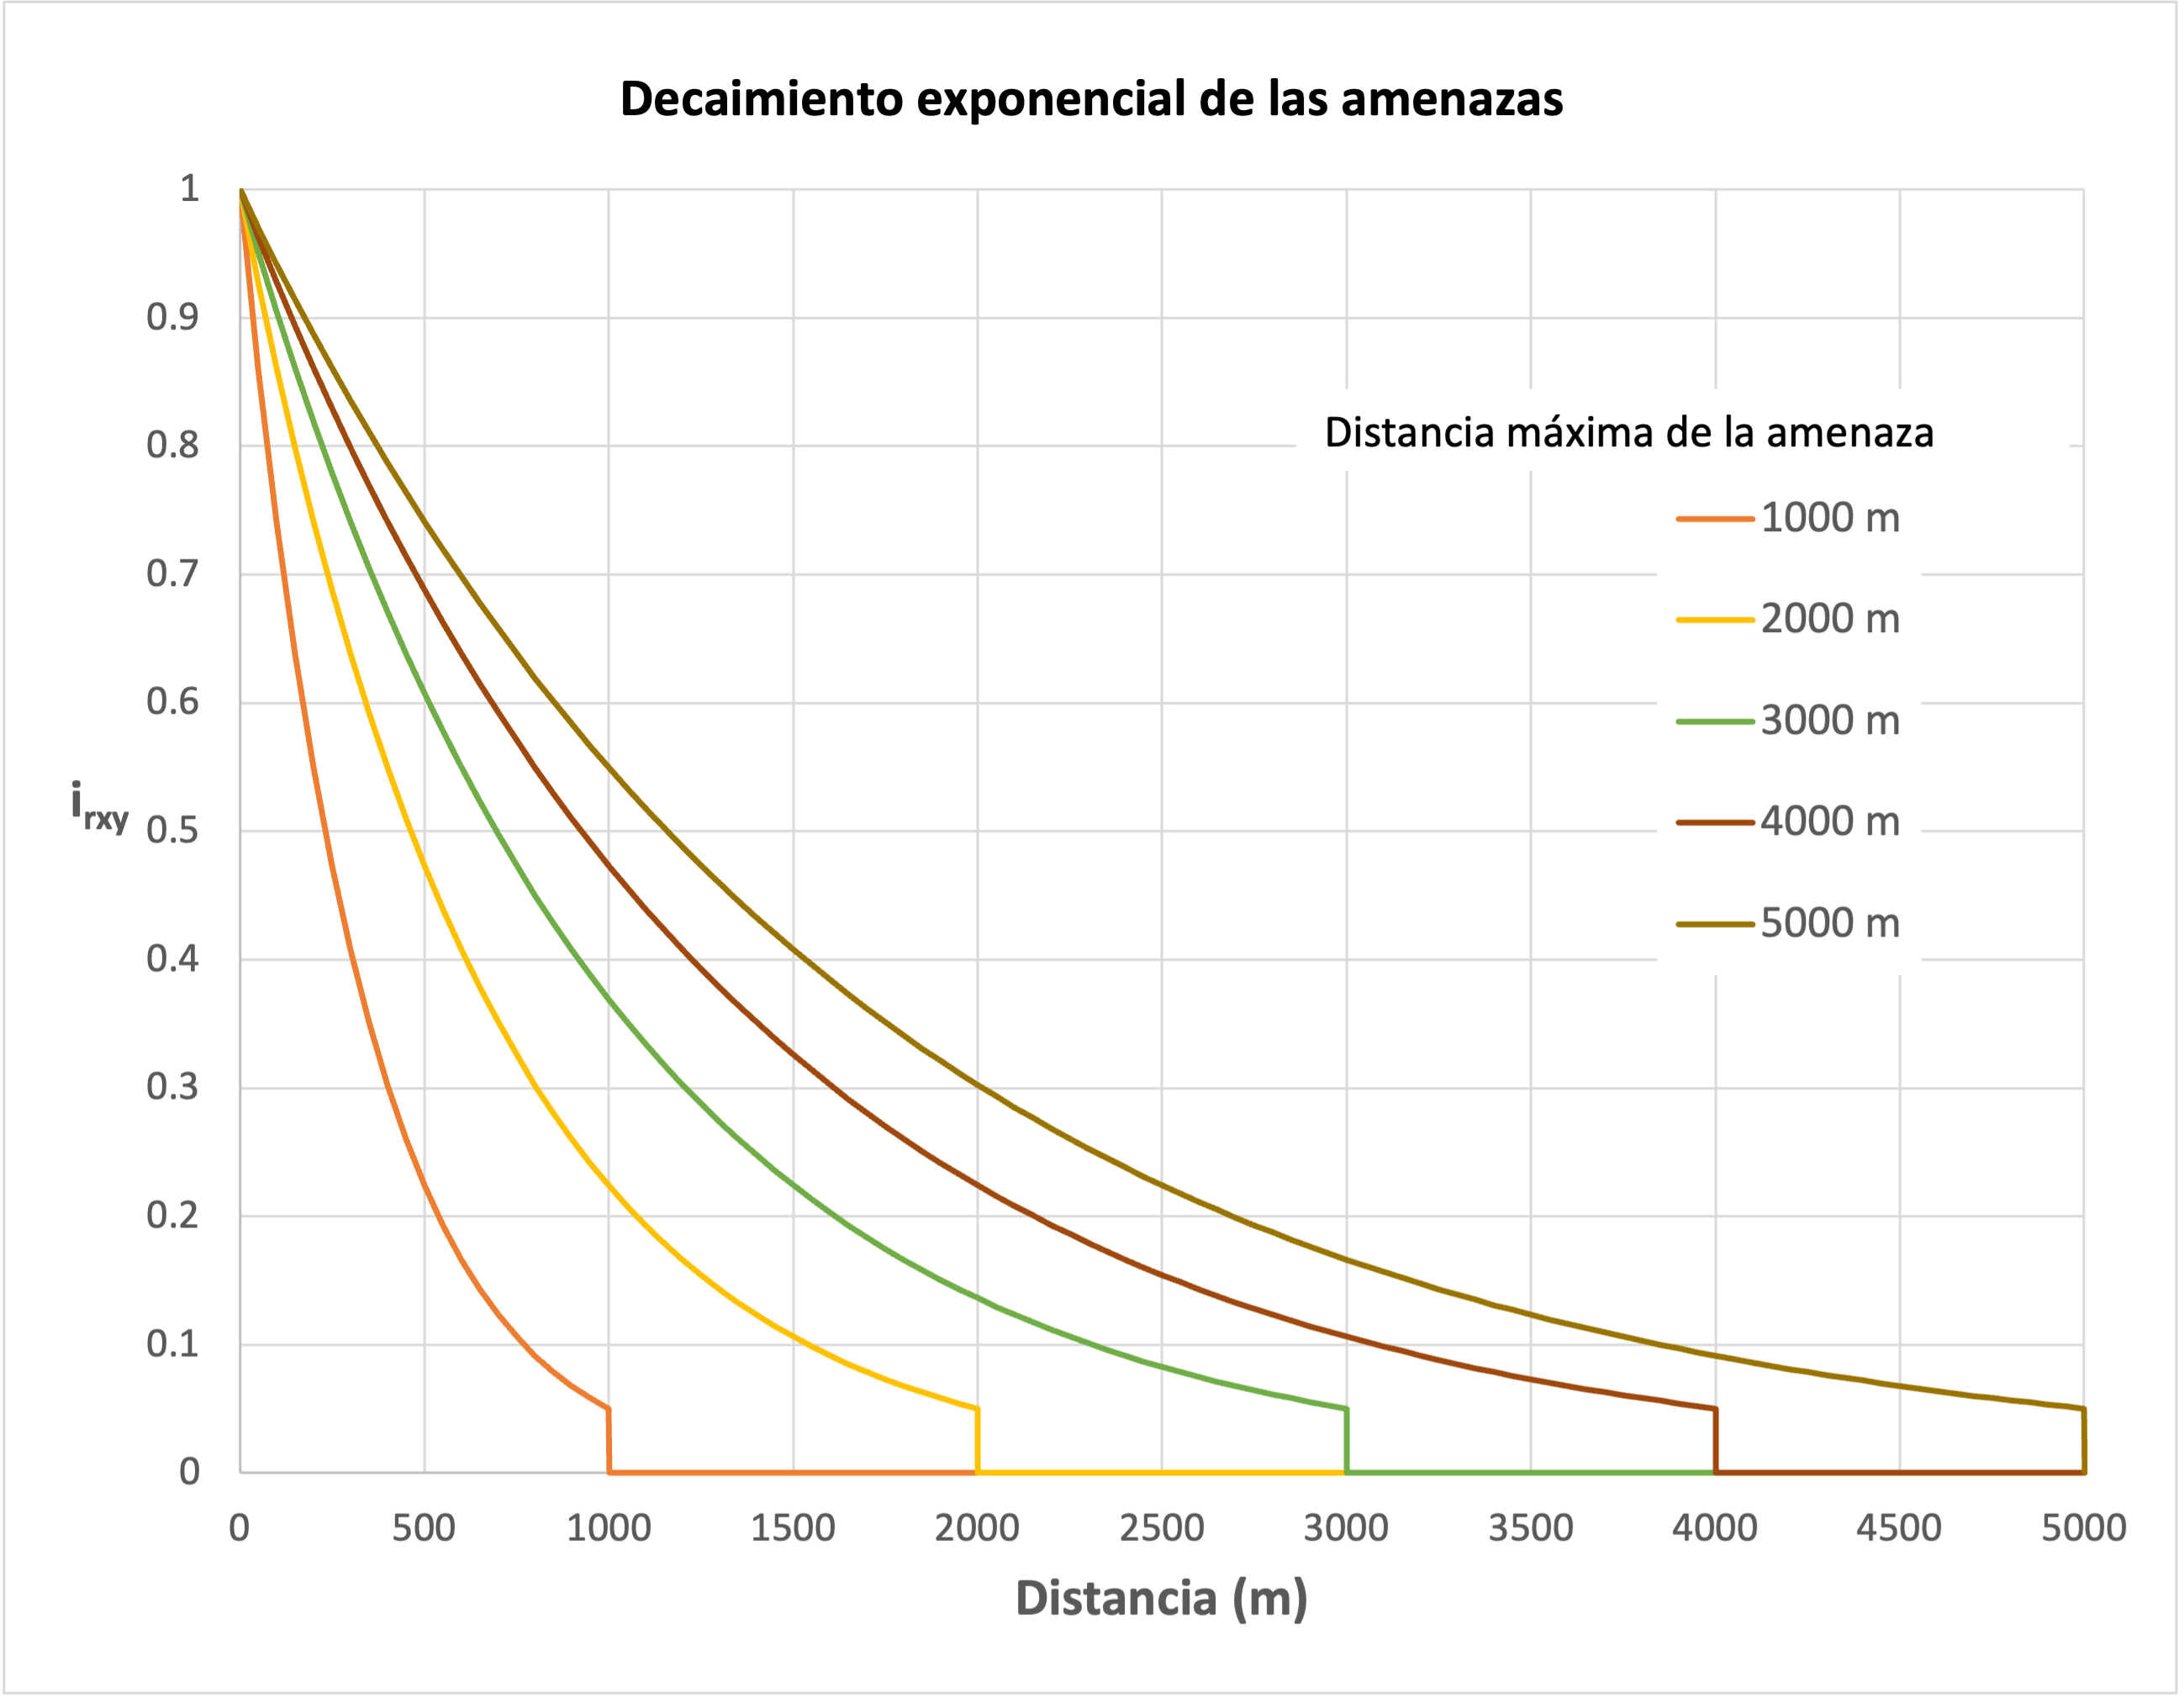 Decaimiento exponencial de las amenazas
1
0.9
0.8
0.7
0.6
0.5
0.4
0.3
0.2
0.1
0
irxy
Distancia máxima de la amenaza
1000 m
2000 m
3000 m
4000 m
5000 m
0 500 1000 1500 2000 2500 3000 3500 4000 4500 5000
Distancia (m)